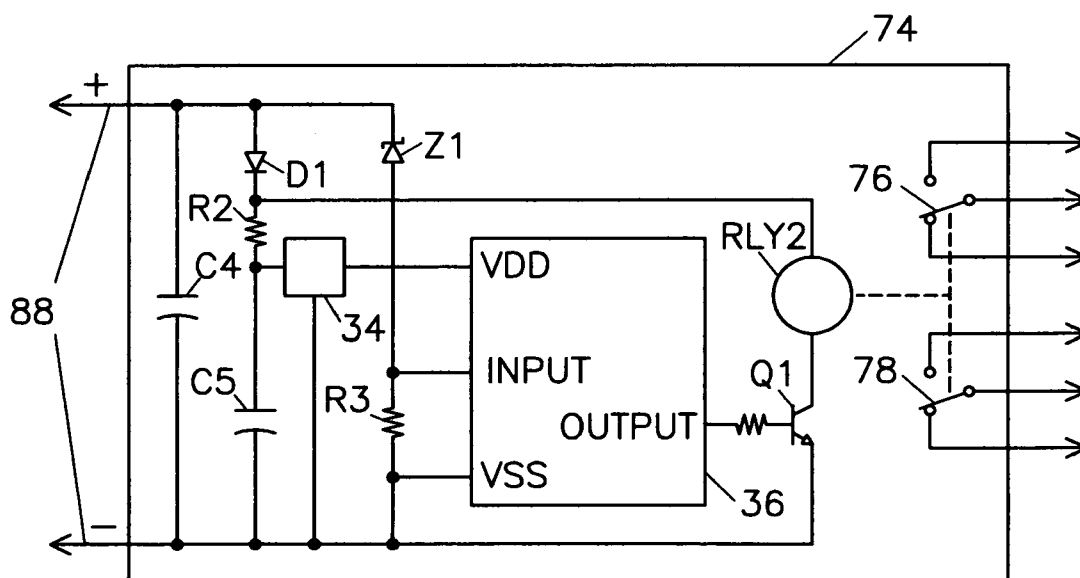 74
+
Z1
D1
76
R2
RLY2
C4
VDD
88
34
INPUT
Q1
78
C5
R3
OUTPUT
VSS
36
−